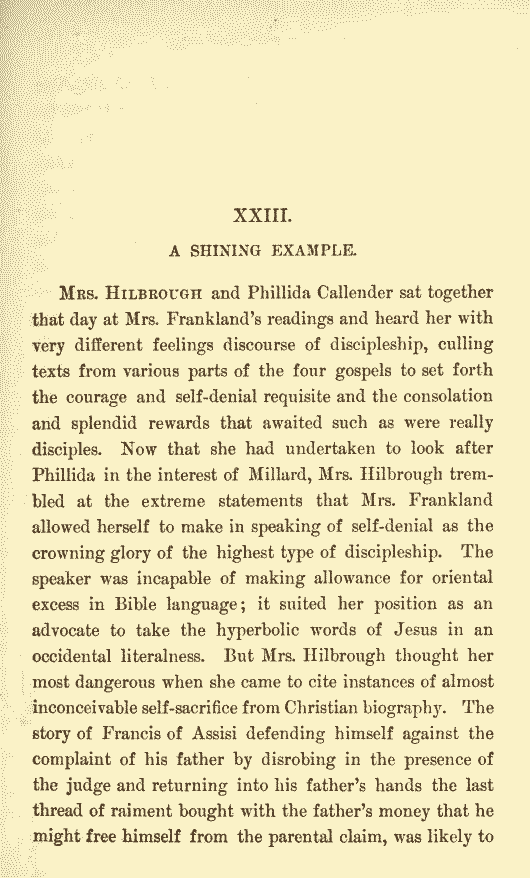 XXIII.
A SHINING EXAMPLE.
MRS. HILBROUGH and Phillida Callender sat together
that day at Mrs. Frankland's readings and heard her with
very different feelings discourse of discipleship, culling
texts from various parts of the four gospels to set forth
the courage and self-denial requisite and the consolation
and splendid rewards that awaited such as were really
disciples. Now that she had undertaken to look after
Phillida in the interest of Millard, Mrs. Hilbrough trem-
bled at the extreme statements that Mrs. Frankland
allowed herself to make in speaking of self-denial as the
crowning glory of the highest type of discipleship. The
speaker was incapable of making allowance for oriental
excess in Bible language; it suited her position as an
advocate to take the hyperbolic words of Jesus in an
occidental literalness. But Mrs. Hilbrough thought her
most dangerous when she came to cite instances of almost
inconceivable self-sacrifice from Christian biography. The
story of Francis of Assisi defending himself against the
complaint of his father by disrobing in the presence of
the judge and returning into his father's hands the last
thread of raiment bought with the father's money that he
might free himself from the parental claim, was likely to